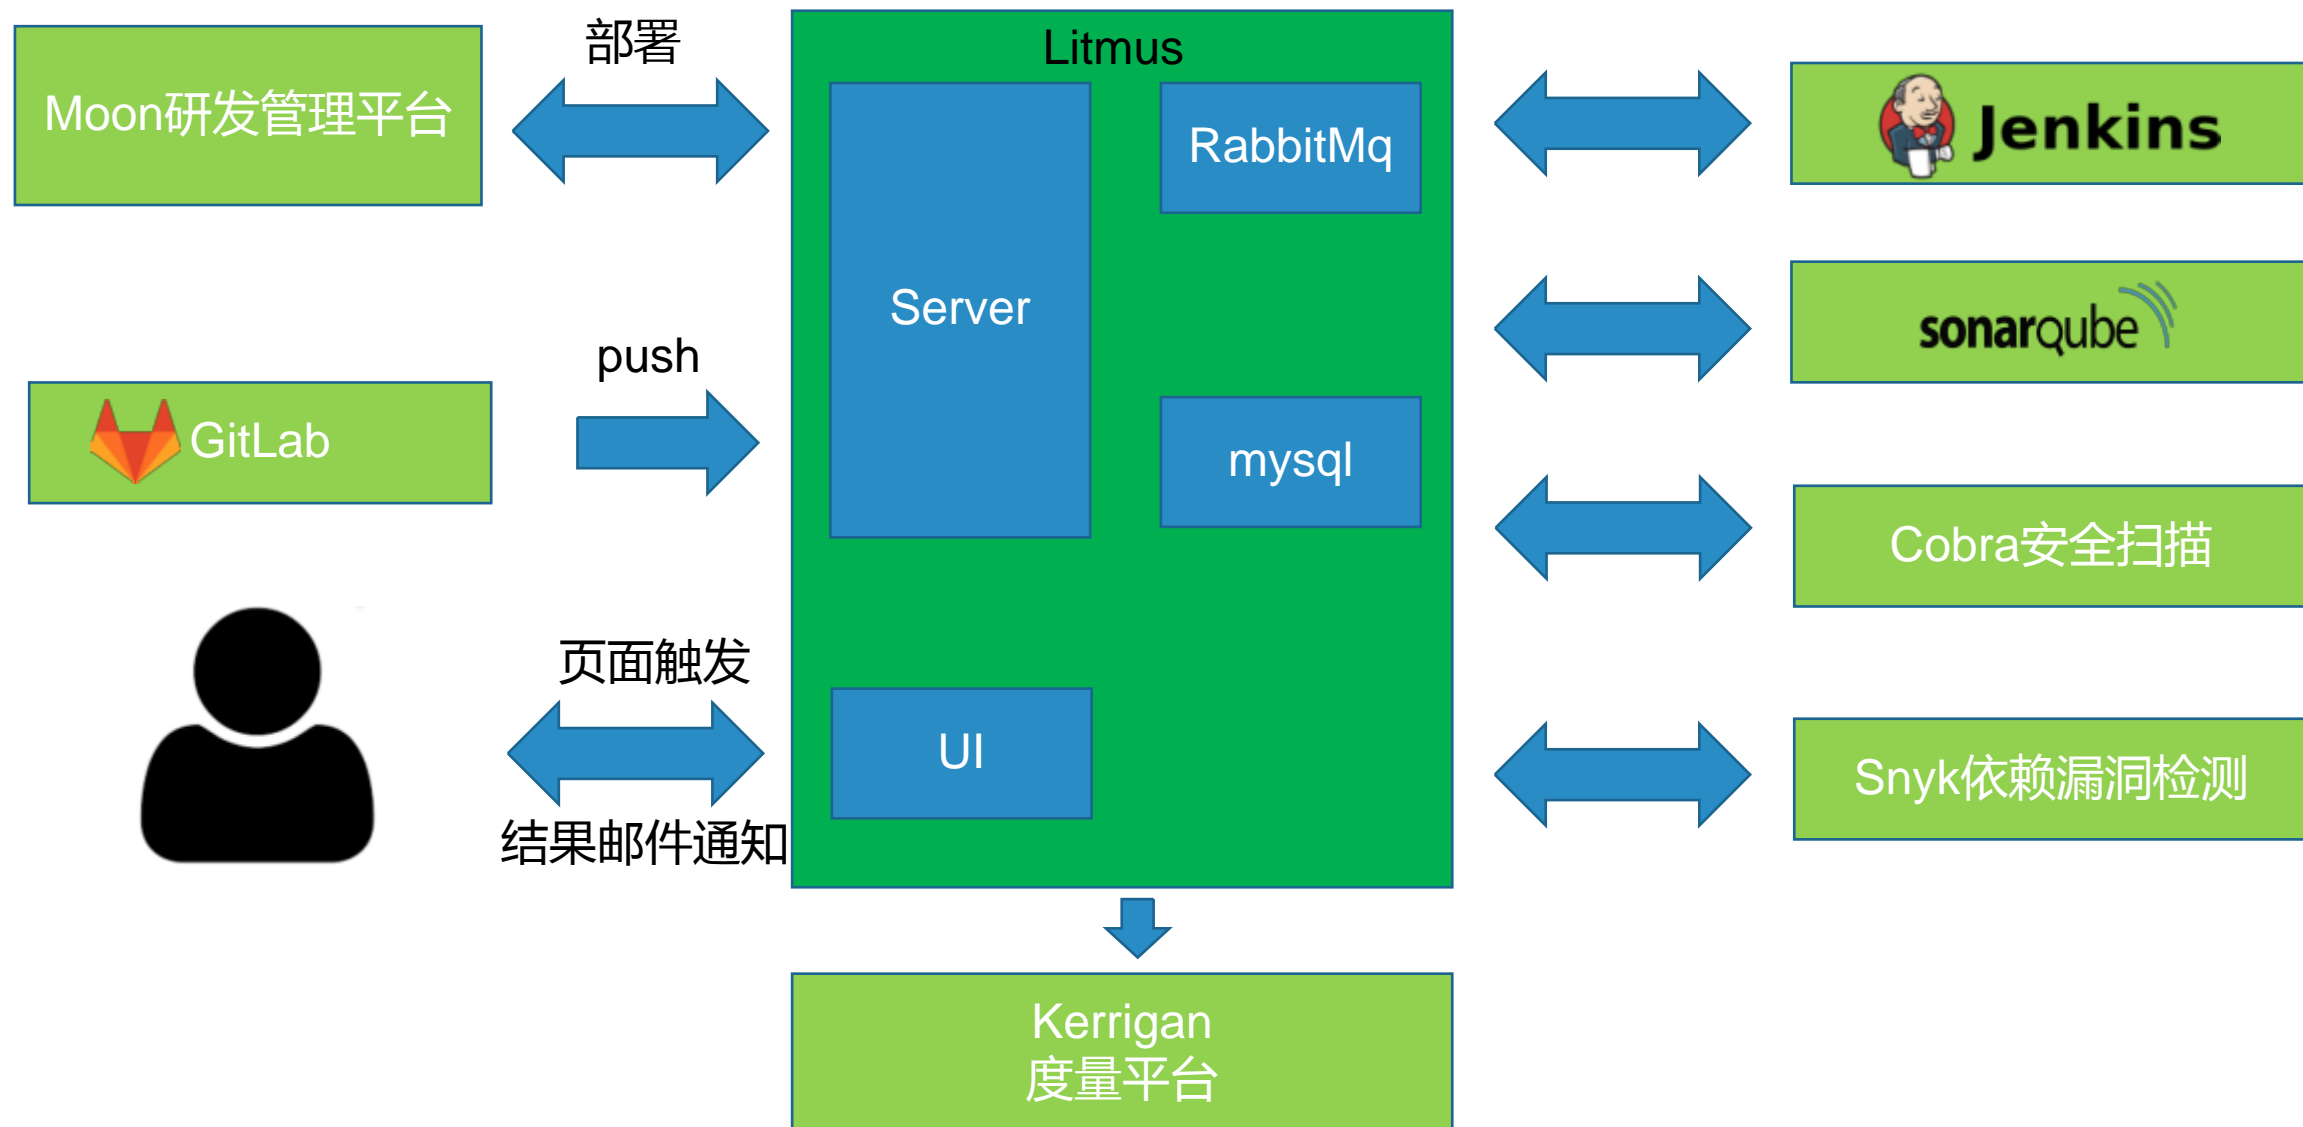 部署
Litmus
Moon研发管理平台
RabbitMq
Jenkins
Server
sonarqube
push
GitLab
mysql
Cobra安全扫描
页面触发
UI
Snyk依赖漏洞检测
结果邮件通知
Kerrigan
度量平台